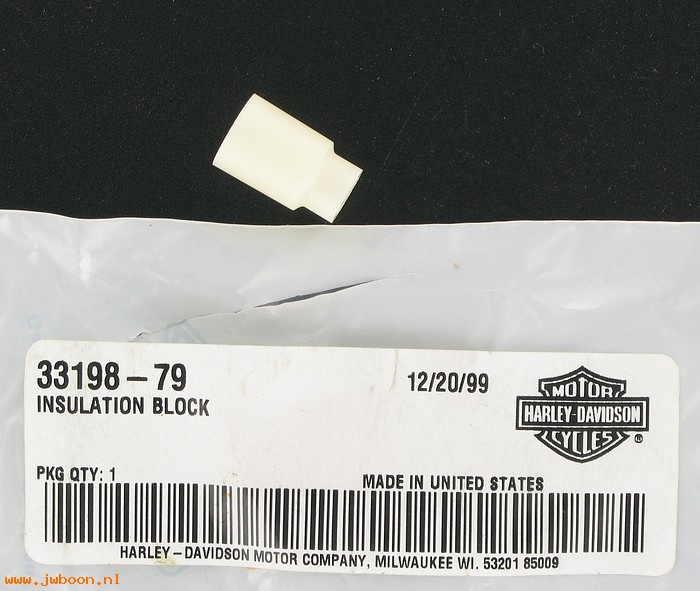 33198-79
12/20/99
INSULATION BLOCK
MOTOR
HARLEY-DAVIDSON
CYCLES
®
PKG QTY: 1
MADE IN UNITED STATES
HARLEY-DAVIDSON MOTOR COMPANY, MILWAUKEE WI. 53201 85009
www.jwboon.nl